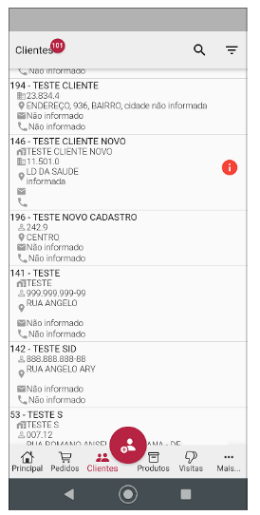 Clientes 101
Não informado
194 - TESTE CLIENTE
23.834.4
ENDEREÇO, 936, BAIRRO, cidade não informada
Não informado
Não informado
146 - TESTE CLIENTE NOVO
TESTE CLIENTE NOVO
11.501.0
LD DA SAUDE
informada
196 - TESTE NOVO CADASTRO
242.9
CENTRO
Não informado
Não informado
141 - TESTE
TESTE
999.999.999-99
RUA ANGELO
Não informado
Não informado
142 - TESTE SID
888.888.888-88
RUA ANGELO ARY
Não informado
Não informado
53 - TESTE S
TESTE S
007.12
RUA ROMANO
Principal Pedidos Clientes Produtos Visitas Mais...